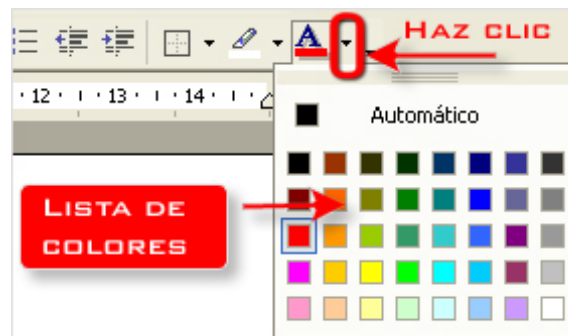 A
HAZ CLIC
· 12 · ı · 13 · ı · 14 · ı ·
Automático
LISTA DE
COLORES